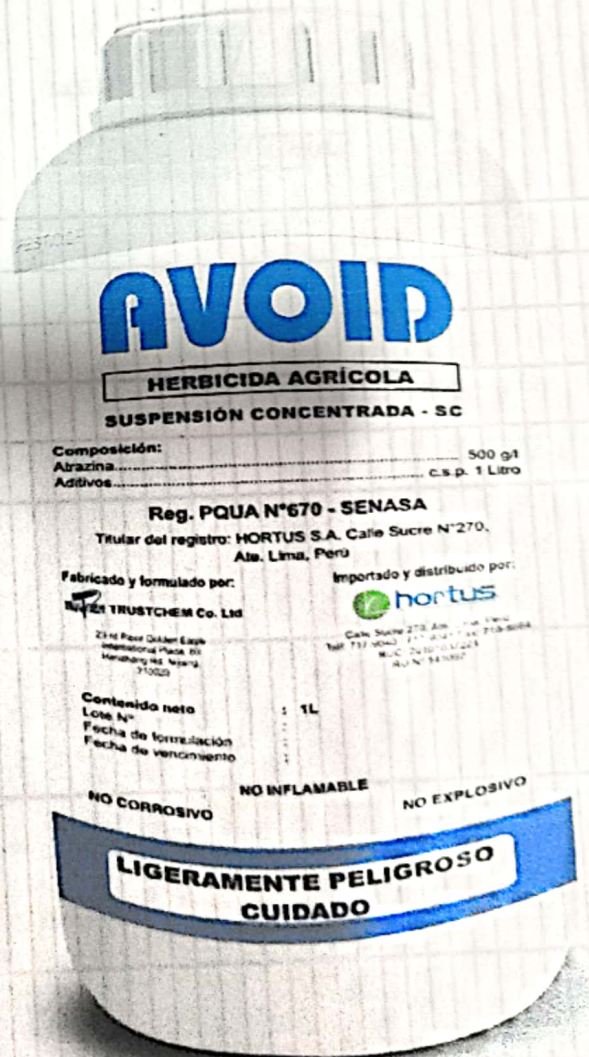 AVOID
HERBICIDA AGRÍCOLA
SUSPENSIÓN CONCENTRADA - SC
Composición:
Atrazina........................................................ 500 g/l
Aditivos........................................................ c.s.p. 1 Litro
Reg. PQUA N°670 - SENASA
Titular del registro: HORTUS S.A. Calle Sucre N°270.
Ate. Lima, Perú
Fabricado y formulado por:
TRUSTCHEM Co. Ltd
Importado y distribuido por:
hortus
Contenido neto : 1L
Lote N° :
Fecha de formulación :
Fecha de vencimiento :
NO CORROSIVO
NO INFLAMABLE
NO EXPLOSIVO
LIGERAMENTE PELIGROSO
CUIDADO